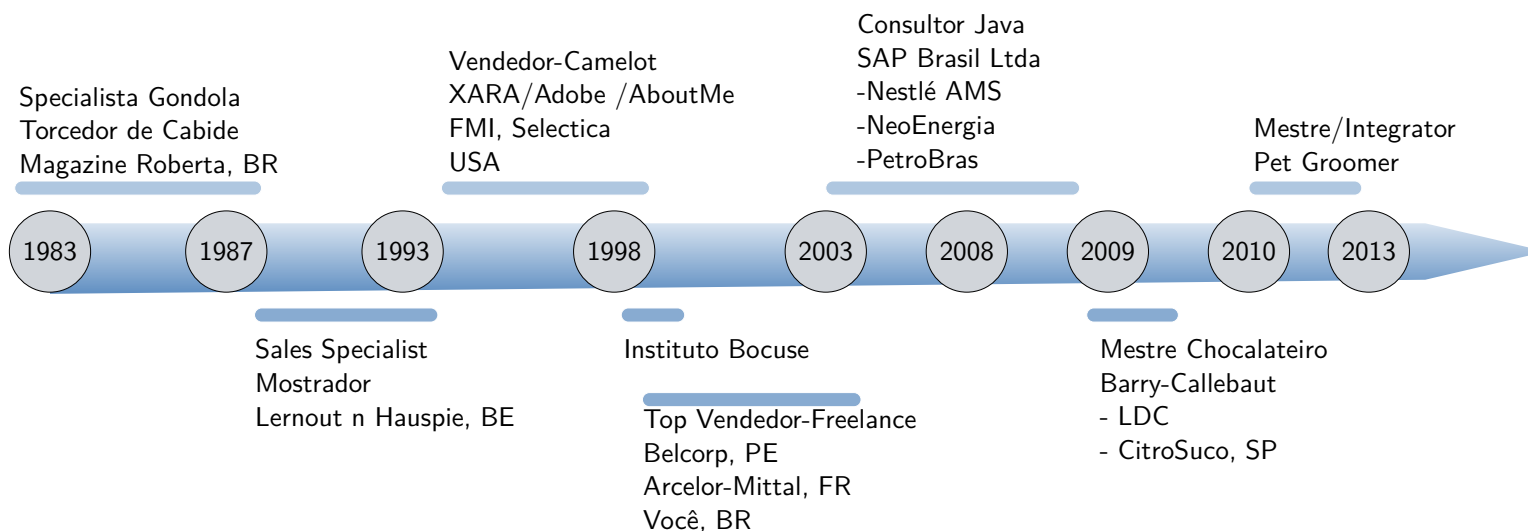 Specialista Gondola
Torcedor de Cabide
Magazine Roberta, BR
Vendedor-Camelot
XARA/Adobe /AboutMe
FMI, Selectica
USA
Consultor Java
SAP Brasil Ltda
-Nestlé AMS
-NeoEnergia
-PetroBras
Mestre/Integrator
Pet Groomer
1983
1987
1993
1998
2003
2008
2009
2010
2013
Sales Specialist
Mostrador
Lernout n Hauspie, BE
Instituto Bocuse
Top Vendedor-Freelance
Belcorp, PE
Arcelor-Mittal, FR
Você, BR
Mestre Chocalateiro
Barry-Callebaut
- LDC
- CitroSuco, SP